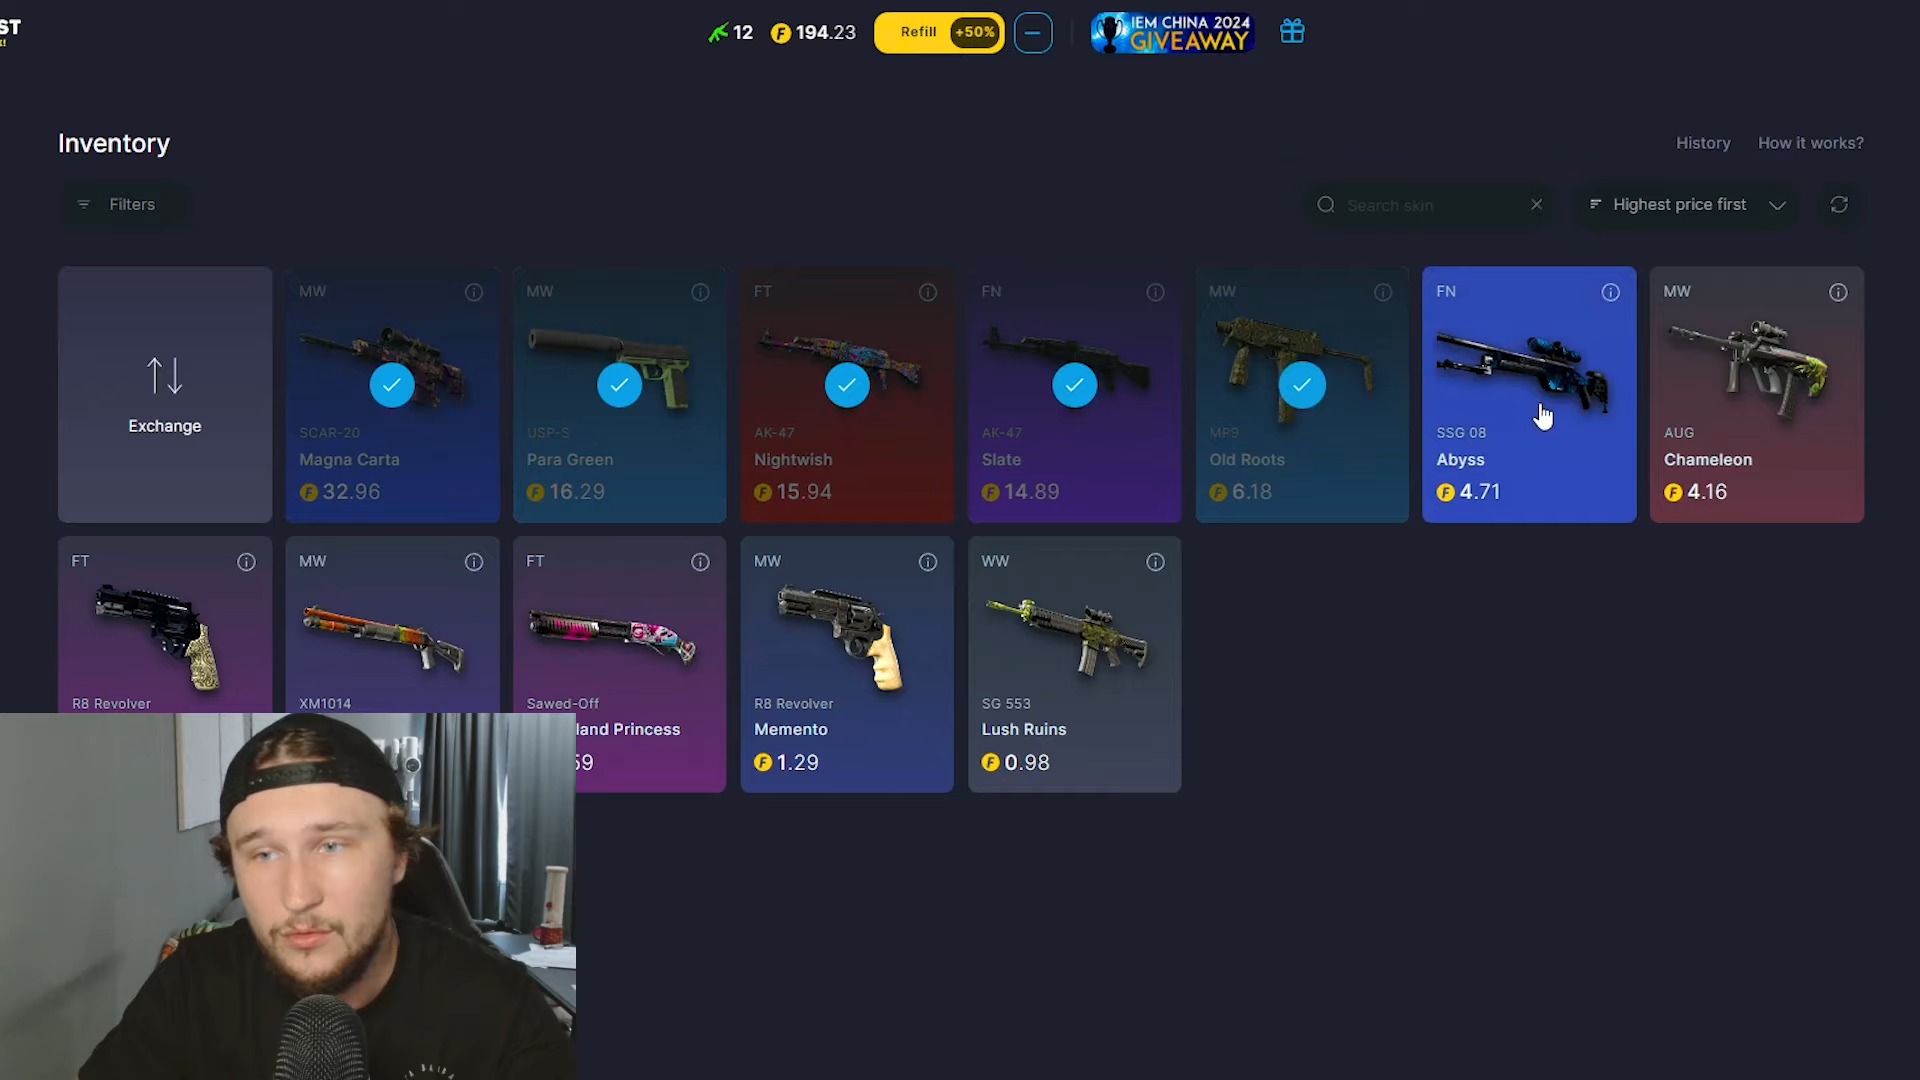 ST
12
194.23
Refill
+50%
IEM CHINA 2024
GIVEAWAY
Inventory
History
How it works?
Filters
Search skin
Highest price first
Exchange
MW
SCAR-20
Magna Carta
32.96
MW
USP-S
Para Green
16.29
FT
AK-47
Nightwish
15.94
FN
AK-47
Slate
14.89
MW
MP9
Old Roots
6.18
FN
SSG 08
Abyss
4.71
MW
AUG
Chameleon
4.16
FT
R8 Revolver
MW
XM1014
FT
Sawed-Off
land Princess
59
MW
R8 Revolver
Memento
1.29
WW
SG 553
Lush Ruins
0.98